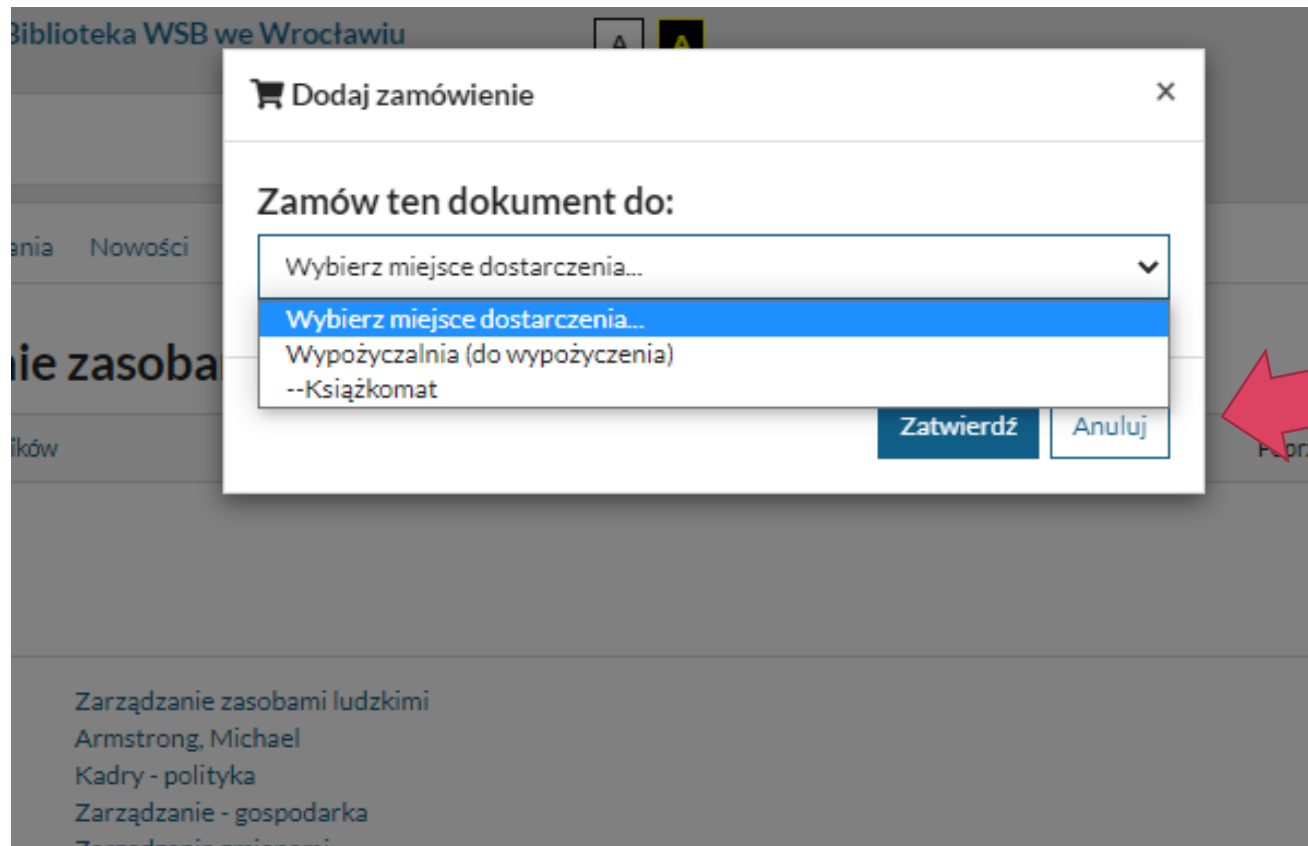 Biblioteka WSB we Wrocławiu
A A
Dodaj zamówienie
×
Zamów ten dokument do:
Nowości
Wybierz miejsce dostarczenia...
Wybierz miejsce dostarczenia...
Wypożyczalnia (do wypożyczenia)
--Książkomat
Zatwierdź Anuluj
Zarządzanie zasobami ludzkimi
Armstrong, Michael
Kadry - polityka
Zarządzanie - gospodarka